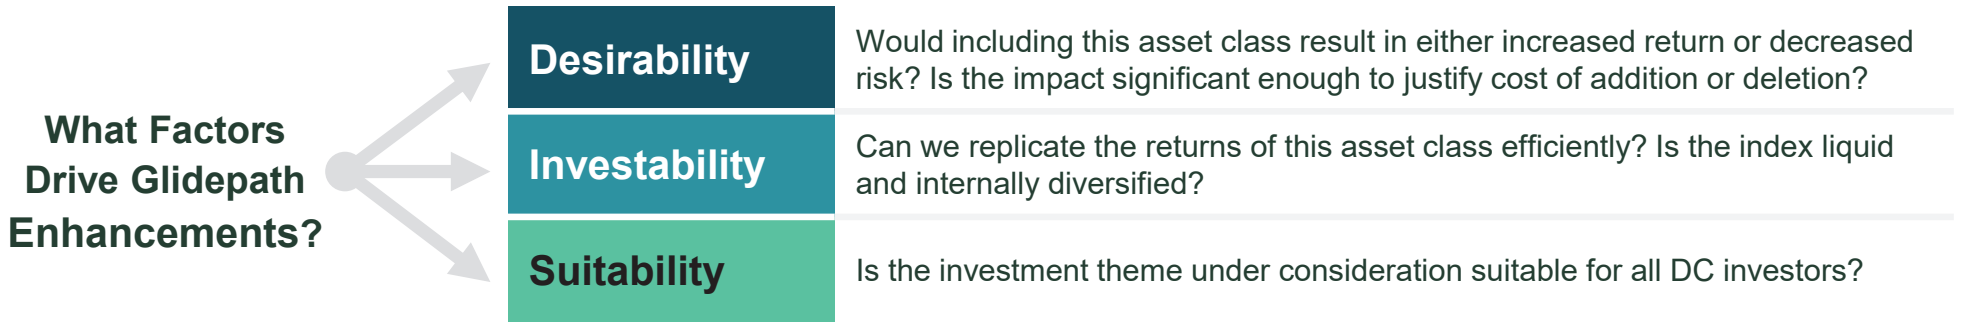 What Factors
Drive Glidepath
Enhancements?
Desirability
Would including this asset class result in either increased return or decreased
risk? Is the impact significant enough to justify cost of addition or deletion?
Investability
Can we replicate the returns of this asset class efficiently? Is the index liquid
and internally diversified?
Suitability
Is the investment theme under consideration suitable for all DC investors?